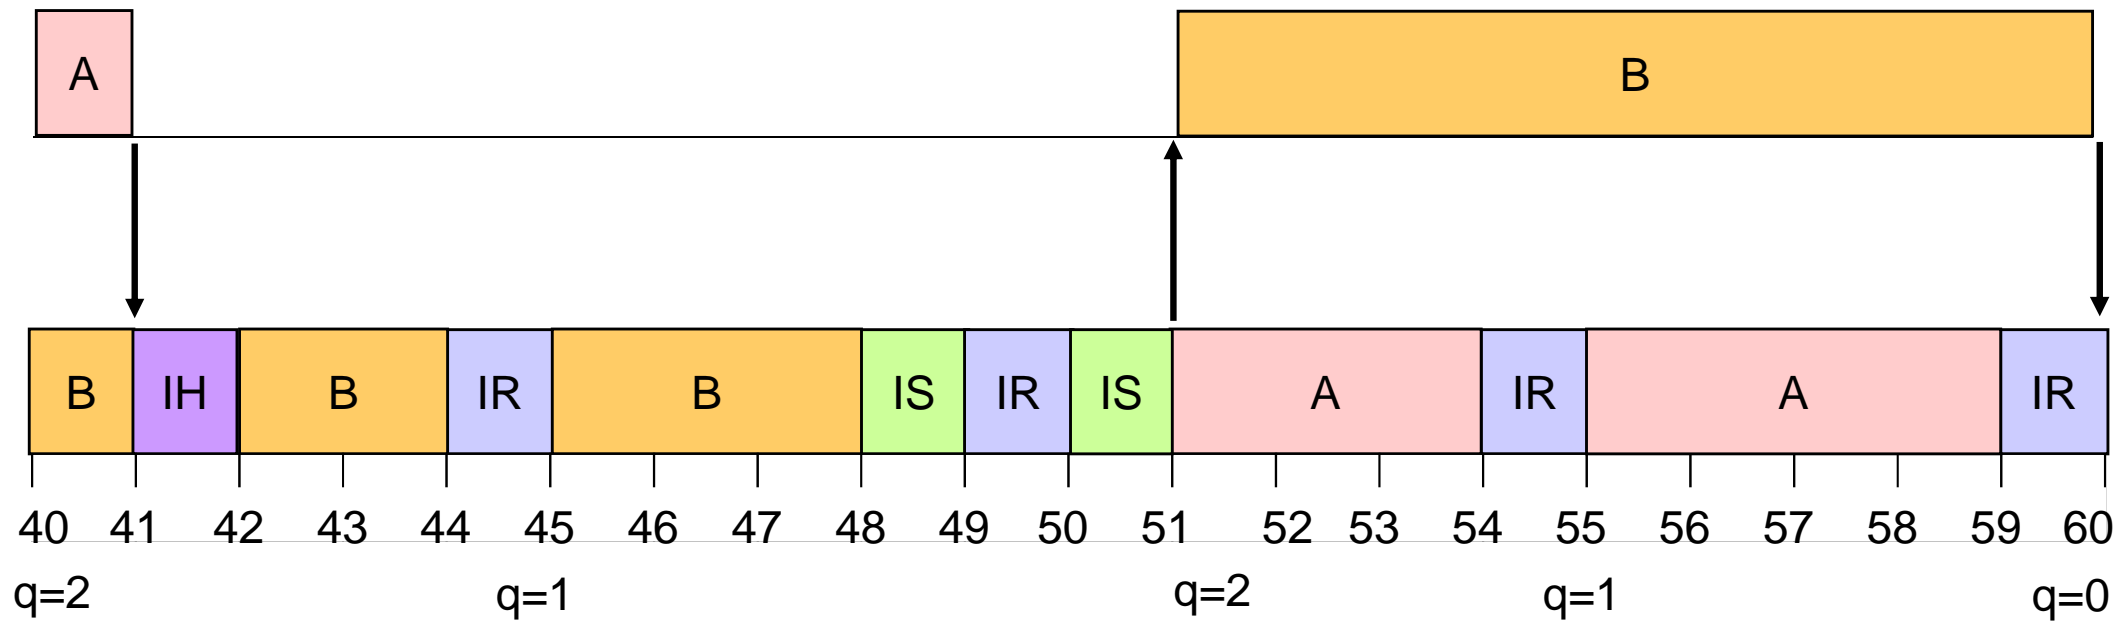 A B
B IH B IR B IS IR IS A IR A IR
40 41 42 43 44 45 46 47 48 49 50 51 52 53 54 55 56 57 58 59 60
q=2 q=1 q=2 q=1 q=0